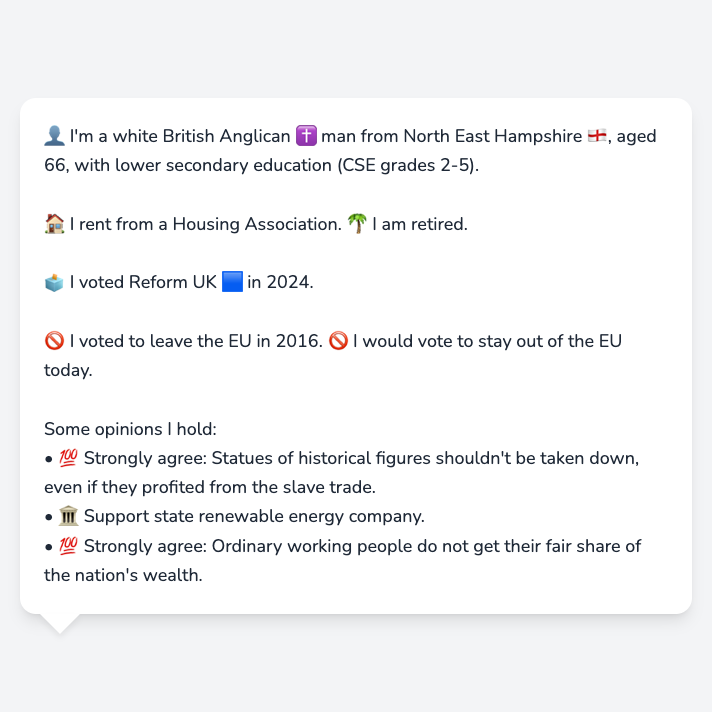 👤 I'm a white British Anglican ✝️ man from North East Hampshire 🏴󠁧󠁢󠁥󠁮󠁧󠁿, aged
66, with lower secondary education (CSE grades 2-5).
🏠 I rent from a Housing Association. 🌴 I am retired.
🗳️ I voted Reform UK 🟦 in 2024.
🚫 I voted to leave the EU in 2016. 🚫 I would vote to stay out of the EU
today.
Some opinions I hold:
• 💯 Strongly agree: Statues of historical figures shouldn't be taken down,
even if they profited from the slave trade.
• 🏛️ Support state renewable energy company.
• 💯 Strongly agree: Ordinary working people do not get their fair share of
the nation's wealth.